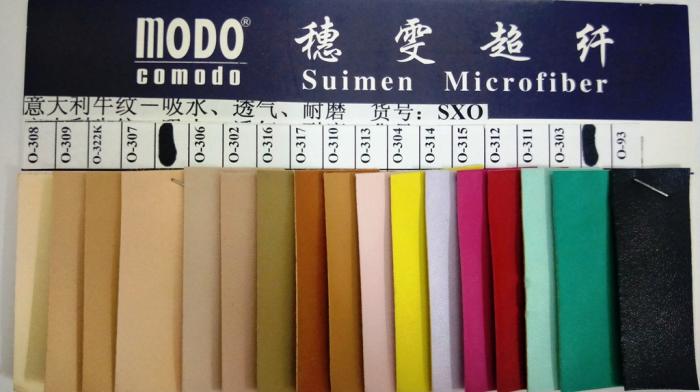 MODO®
comodo
穗雯超纤
Suimen Microfiber
意大利牛纹－吸水、透气、耐磨 货号：SXO
O-308 O-309 O-322K O-307 O-306 O-302 O-316 O-317 O-310 O-313 O-304 O-314 O-315 O-312 O-311 O-303 O-93